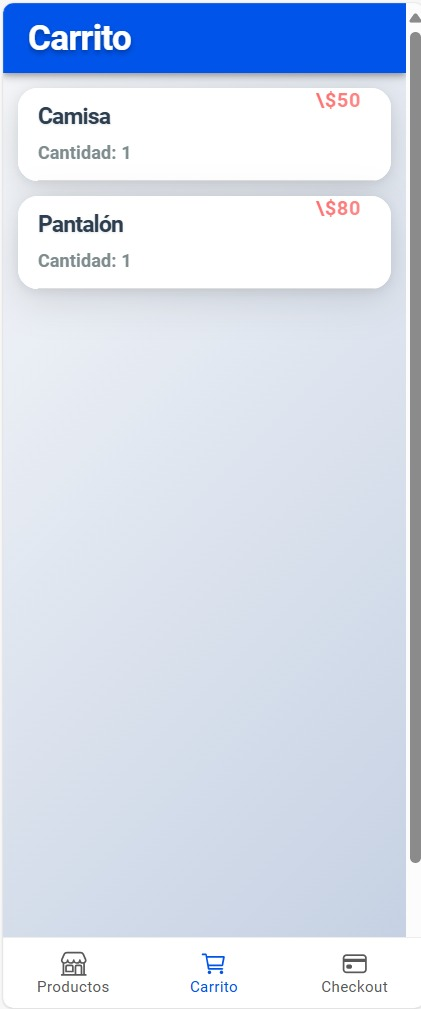 Carrito
Camisa
\$50
Cantidad: 1
Pantalón
\$80
Cantidad: 1
Productos
Carrito
Checkout